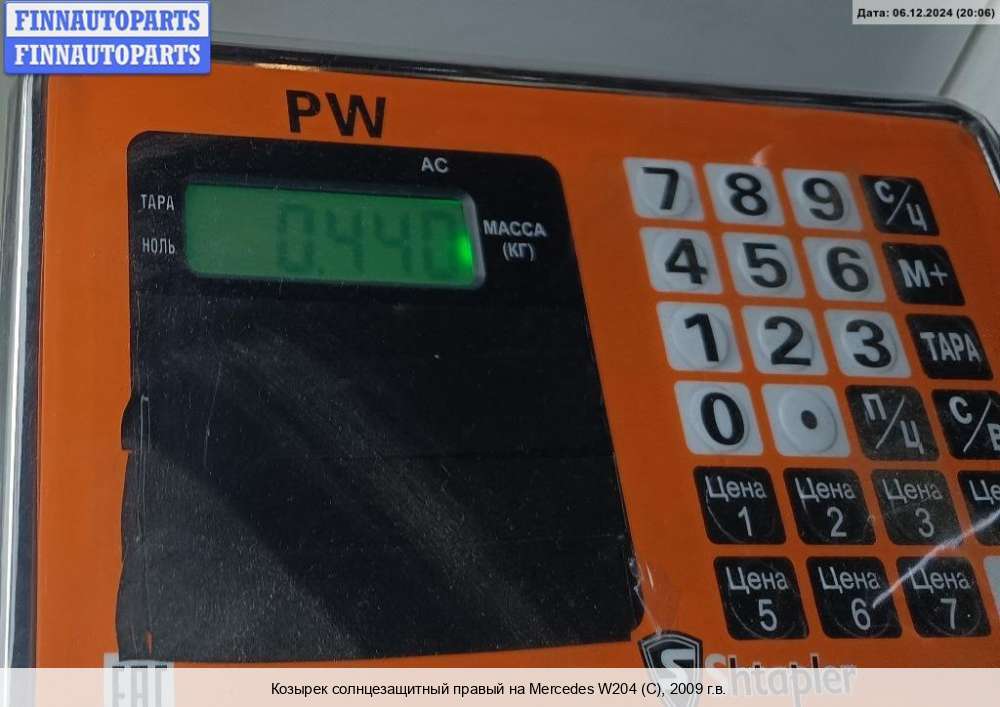 FINNAUTOPARTS
FINNAUTOPARTS
Дата: 06.12.2024 (20:06)
PW
AC
ТАРА
НОЛЬ
0.440
МАССА
(КГ)
7 8 9 С/Ц
4 5 6 М+
1 2 3 ТАРА
0 . П/Ц С/В
Цена 1 Цена 2 Цена 3
Цена 5 Цена 6 Цена 7
EAC
S Shtapler
Козырек солнцезащитный правый на Mercedes W204 (C), 2009 г.в.